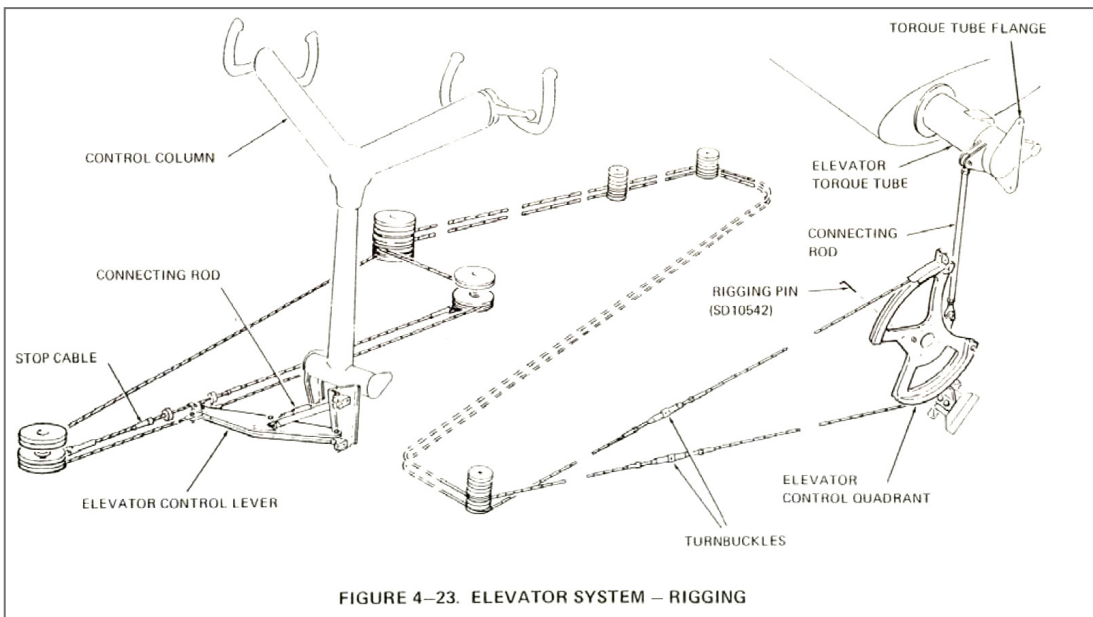 TORQUE TUBE FLANGE
CONTROL COLUMN
ELEVATOR
TORQUE TUBE
CONNECTING
ROD
CONNECTING ROD
RIGGING PIN
(SD10542)
STOP CABLE
ELEVATOR CONTROL LEVER
ELEVATOR
CONTROL QUADRANT
TURNBUCKLES
FIGURE 4–23. ELEVATOR SYSTEM – RIGGING